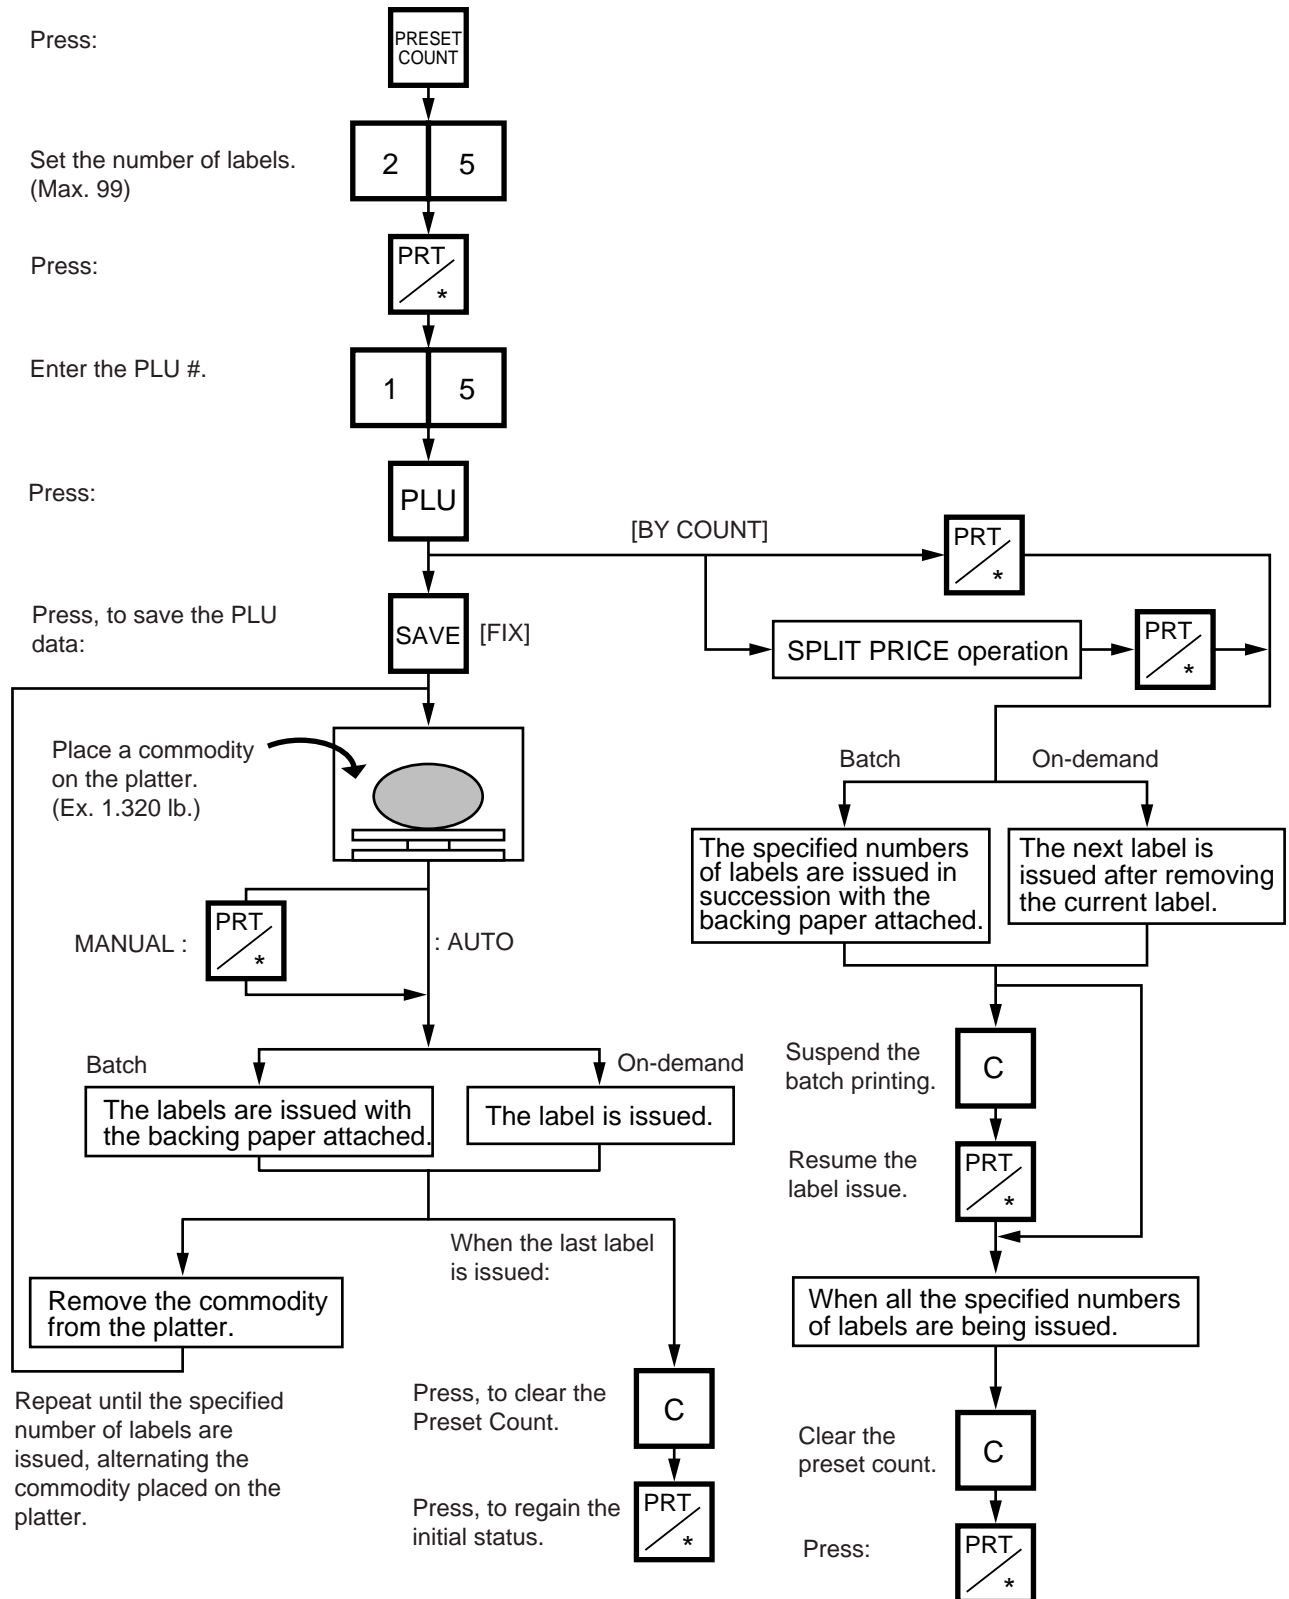 Press:
PRESET
COUNT
Set the number of labels.
(Max. 99)
2 5
Press:
PRT
*
Enter the PLU #.
1 5
Press:
PLU
[BY COUNT]
PRT
*
Press, to save the PLU
data:
SAVE
[FIX]
SPLIT PRICE operation
PRT
*
Place a commodity
on the platter.
(Ex. 1.320 lb.)
MANUAL :
PRT
*
: AUTO
Batch
The labels are issued with
the backing paper attached.
On-demand
The label is issued.
Remove the commodity
from the platter.
Repeat until the specified
number of labels are
issued, alternating the
commodity placed on the
platter.
When the last label
is issued:
Press, to clear the
Preset Count.
C
Press, to regain the
initial status.
PRT
*
Batch
The specified numbers
of labels are issued in
succession with the
backing paper attached.
On-demand
The next label is
issued after removing
the current label.
Suspend the
batch printing.
C
Resume the
label issue.
PRT
*
When all the specified numbers
of labels are being issued.
Clear the
preset count.
C
Press:
PRT
*